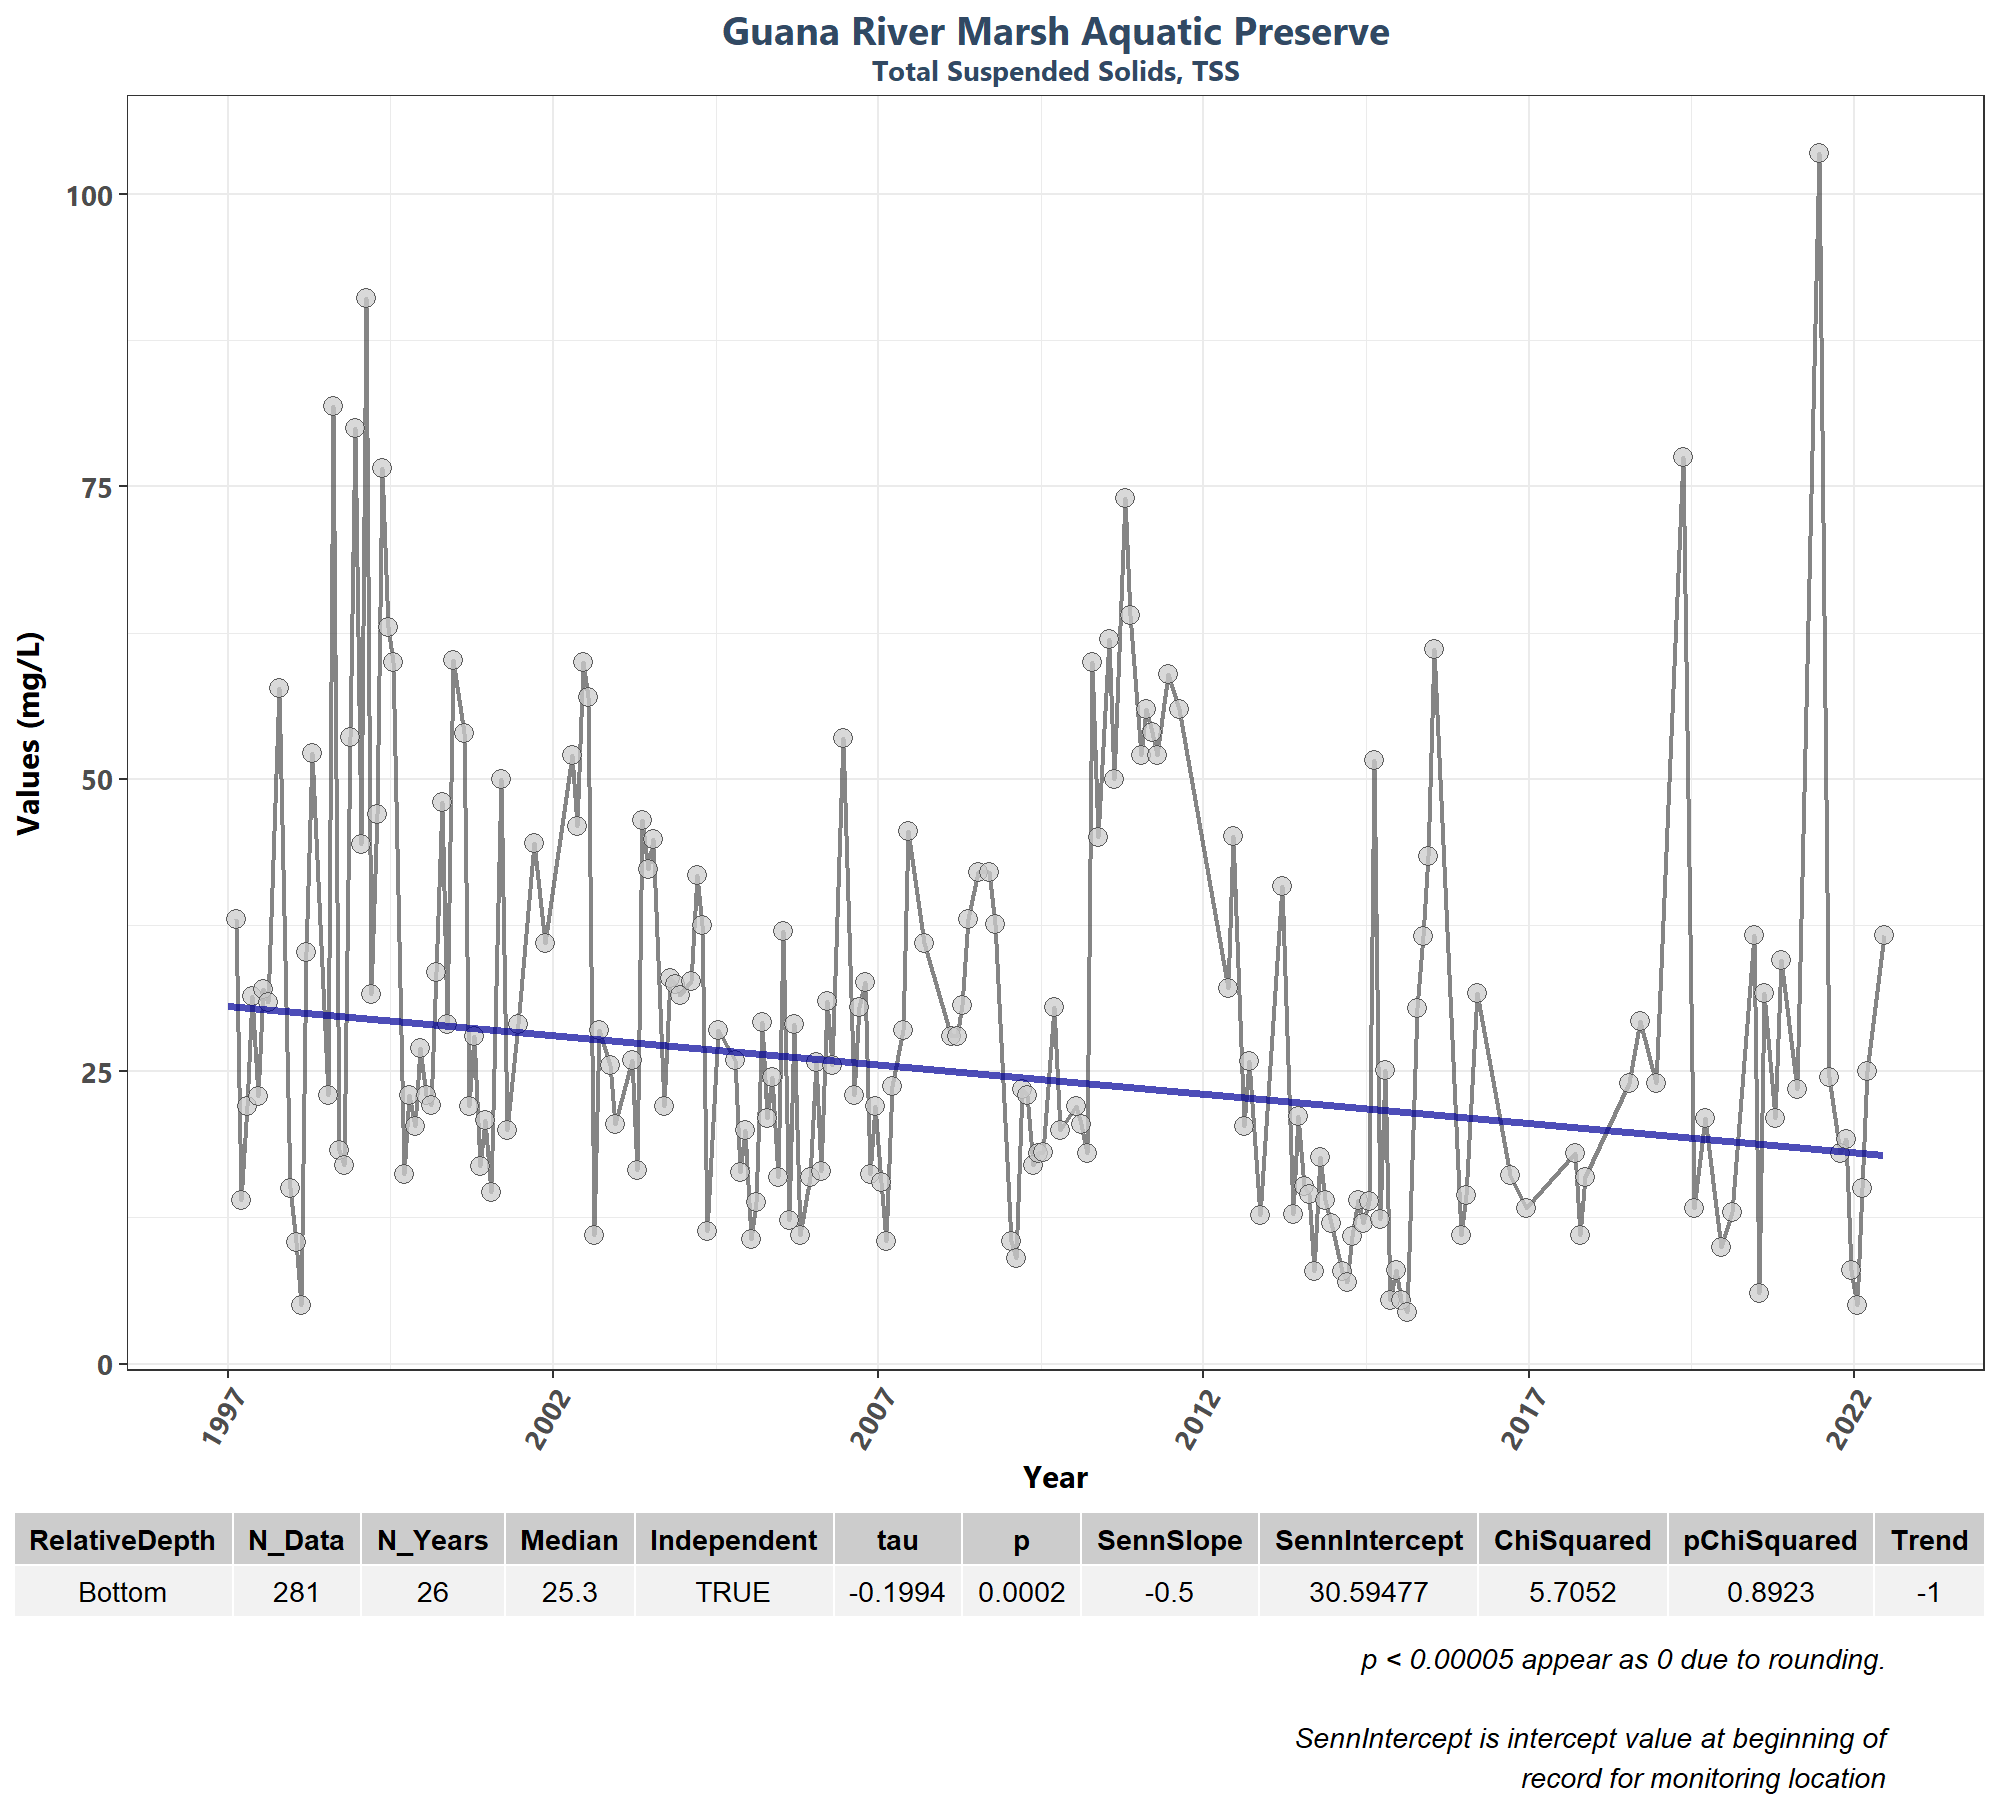 Guana River Marsh Aquatic Preserve
Total Suspended Solids, TSS
Values (mg/L)
100
75
50
25
0
1997 2002 2007 2012 2017 2022
Year
RelativeDepth N_Data N_Years Median Independent tau p SennSlope SennIntercept ChiSquared pChiSquared Trend
Bottom 281 26 25.3 TRUE -0.1994 0.0002 -0.5 30.59477 5.7052 0.8923 -1
p < 0.00005 appear as 0 due to rounding.
SennIntercept is intercept value at beginning of
record for monitoring location